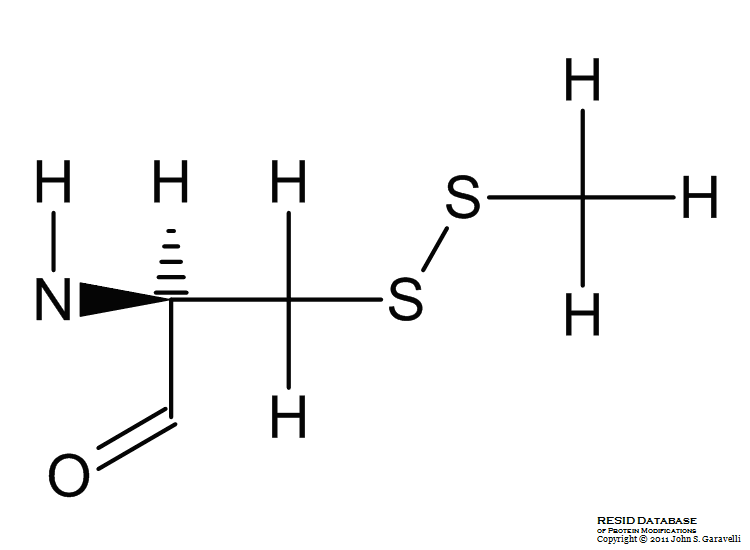 H
H H H
S H
N S
H
H
O
RESID DATABASE
OF PROTEIN MODIFICATIONS
Copyright © 2011 John S. Garavelli